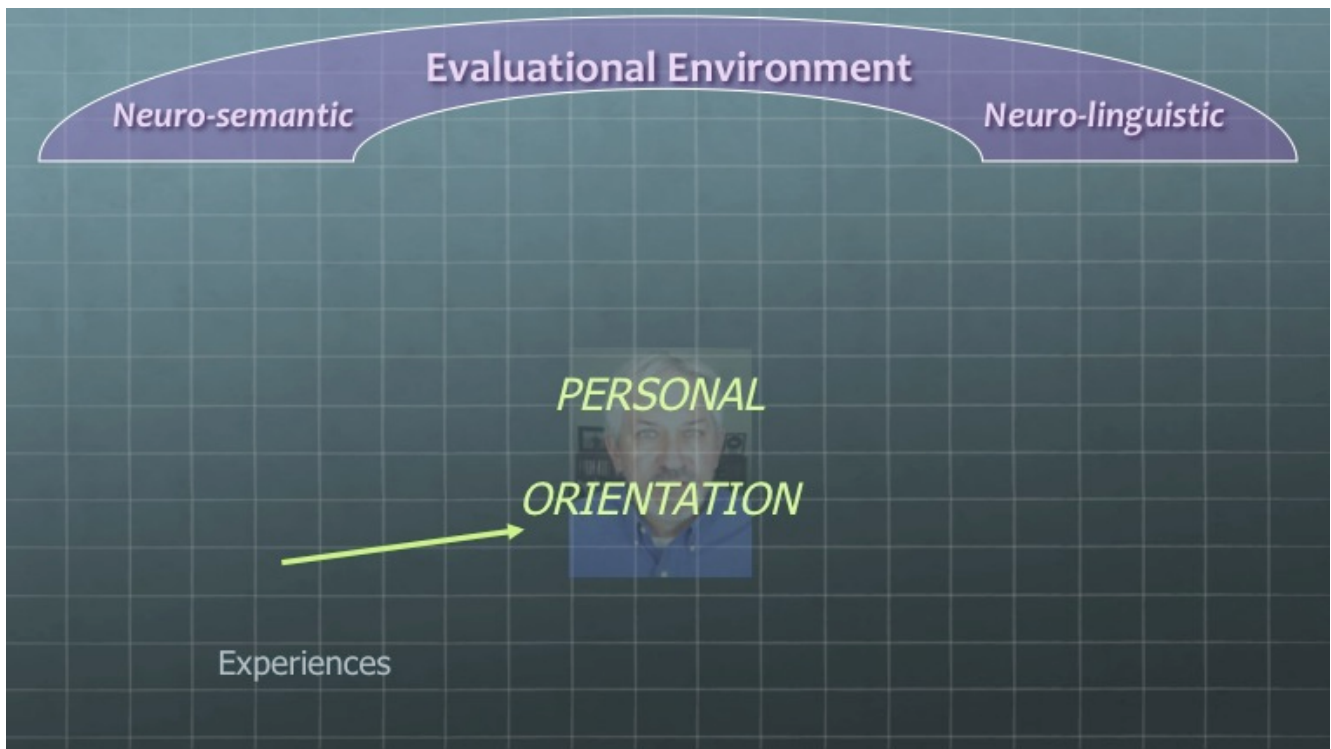 Evaluational Environment
Neuro-semantic
Neuro-linguistic
PERSONAL
ORIENTATION
Experiences